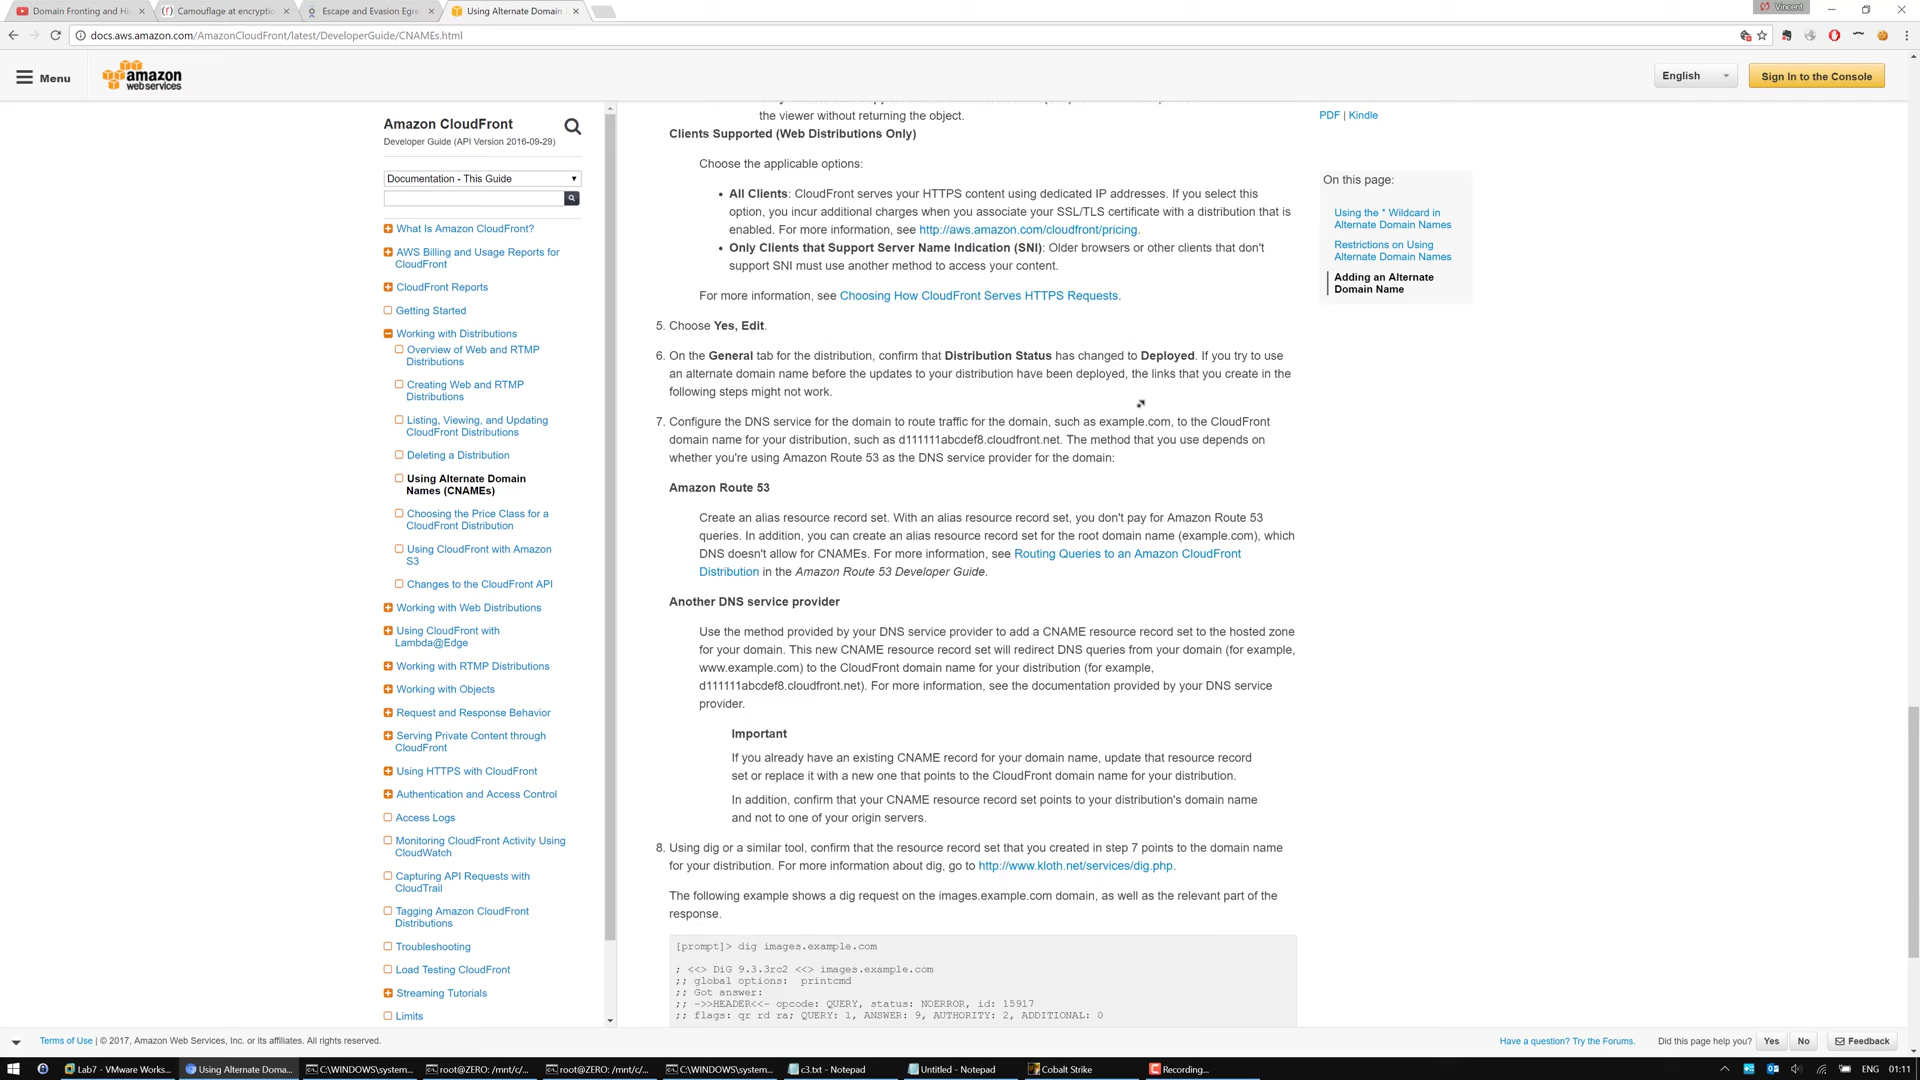 Domain Fronting and Hi
Camouflage at encryptio
Escape and Evasion Egre
Using Alternate Domain
Vincent
docs.aws.amazon.com/AmazonCloudFront/latest/DeveloperGuide/CNAMEs.html
Menu
amazon
webservices
English
Sign In to the Console
Amazon CloudFront
Developer Guide (API Version 2016-09-29)
Documentation - This Guide
What Is Amazon CloudFront?
AWS Billing and Usage Reports for
CloudFront
CloudFront Reports
Getting Started
Working with Distributions
Overview of Web and RTMP
Distributions
Creating Web and RTMP
Distributions
Listing, Viewing, and Updating
CloudFront Distributions
Deleting a Distribution
Using Alternate Domain
Names (CNAMEs)
Choosing the Price Class for a
CloudFront Distribution
Using CloudFront with Amazon
S3
Changes to the CloudFront API
Working with Web Distributions
Using CloudFront with
Lambda@Edge
Working with RTMP Distributions
Working with Objects
Request and Response Behavior
Serving Private Content through
CloudFront
Using HTTPS with CloudFront
Authentication and Access Control
Access Logs
Monitoring CloudFront Activity Using
CloudWatch
Capturing API Requests with
CloudTrail
Tagging Amazon CloudFront
Distributions
Troubleshooting
Load Testing CloudFront
Streaming Tutorials
Limits
the viewer without returning the object.
Clients Supported (Web Distributions Only)
Choose the applicable options:
• All Clients: CloudFront serves your HTTPS content using dedicated IP addresses. If you select this
option, you incur additional charges when you associate your SSL/TLS certificate with a distribution that is
enabled. For more information, see http://aws.amazon.com/cloudfront/pricing.
• Only Clients that Support Server Name Indication (SNI): Older browsers or other clients that don't
support SNI must use another method to access your content.
For more information, see Choosing How CloudFront Serves HTTPS Requests.
5. Choose Yes, Edit.
6. On the General tab for the distribution, confirm that Distribution Status has changed to Deployed. If you try to use
an alternate domain name before the updates to your distribution have been deployed, the links that you create in the
following steps might not work.
7. Configure the DNS service for the domain to route traffic for the domain, such as example.com, to the CloudFront
domain name for your distribution, such as d111111abcdef8.cloudfront.net. The method that you use depends on
whether you're using Amazon Route 53 as the DNS service provider for the domain:
Amazon Route 53
Create an alias resource record set. With an alias resource record set, you don't pay for Amazon Route 53
queries. In addition, you can create an alias resource record set for the root domain name (example.com), which
DNS doesn't allow for CNAMEs. For more information, see Routing Queries to an Amazon CloudFront
Distribution in the Amazon Route 53 Developer Guide.
Another DNS service provider
Use the method provided by your DNS service provider to add a CNAME resource record set to the hosted zone
for your domain. This new CNAME resource record set will redirect DNS queries from your domain (for example,
www.example.com) to the CloudFront domain name for your distribution (for example,
d111111abcdef8.cloudfront.net). For more information, see the documentation provided by your DNS service
provider.
Important
If you already have an existing CNAME record for your domain name, update that resource record
set or replace it with a new one that points to the CloudFront domain name for your distribution.
In addition, confirm that your CNAME resource record set points to your distribution's domain name
and not to one of your origin servers.
8. Using dig or a similar tool, confirm that the resource record set that you created in step 7 points to the domain name
for your distribution. For more information about dig, go to http://www.kloth.net/services/dig.php.
The following example shows a dig request on the images.example.com domain, as well as the relevant part of the
response.
[prompt]> dig images.example.com
; <<> DiG 9.3.3rc2 <<> images.example.com
;; global options:  printcmd
;; Got answer:
;; ->>HEADER<<- opcode: QUERY, status: NOERROR, id: 15917
;; flags: qr rd ra; QUERY: 1, ANSWER: 9, AUTHORITY: 2, ADDITIONAL: 0
PDF | Kindle
On this page:
Using the * Wildcard in
Alternate Domain Names
Restrictions on Using
Alternate Domain Names
Adding an Alternate
Domain Name
Terms of Use | © 2017, Amazon Web Services, Inc. or its affiliates. All rights reserved.
Have a question? Try the Forums.
Did this page help you?
Yes
No
Feedback
Lab7 - VMware Works...
Using Alternate Doma...
C:\WINDOWS\system...
root@ZERO: /mnt/c/...
root@ZERO: /mnt/c/...
C:\WINDOWS\system...
c3.txt - Notepad
Untitled - Notepad
Cobalt Strike
Recording...
ENG
01:11